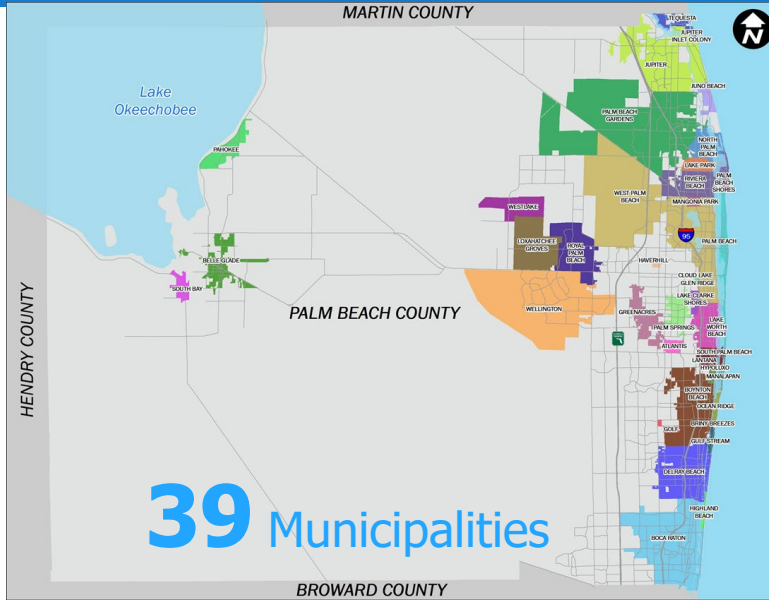 MARTIN COUNTY
N
TEQUESTA
JUPITER
INLET COLONY
JUPITER
JUNO BEACH
Lake
Okeechobee
PALM BEACH
GARDENS
NORTH
PALM
BEACH
PAHOKEE
LAKE PARK
RIVIERA
BEACH
PALM
BEACH
SHORES
WEST PALM
BEACH
MANGONIA PARK
WESTLAKE
95
LOXAHATCHEE
GROVES
ROYAL
PALM
BEACH
PALM BEACH
HAVERHILL
BELLE GLADE
CLOUD LAKE
GLEN RIDGE
SOUTH BAY
LAKE CLARKE
SHORES
HENDRY COUNTY
PALM BEACH COUNTY
WELLINGTON
GREENACRES
LAKE
WORTH
BEACH
PALM SPRINGS
ATLANTIS
SOUTH PALM BEACH
LANTANA
HYPOLUXO
MANALAPAN
BOYNTON
BEACH
OCEAN RIDGE
GOLF
BRINY BREEZES
GULF STREAM
DELRAY BEACH
39 Municipalities
HIGHLAND
BEACH
BOCA RATON
BROWARD COUNTY